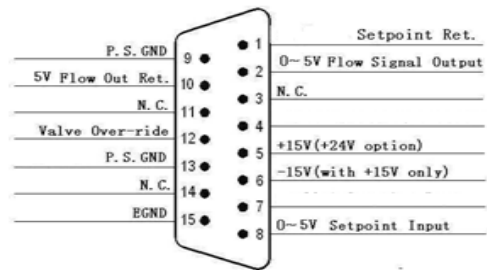 P.S.GND 9
5V Flow Out Ret. 10
N.C. 11
Valve Over-ride 12
P.S.GND 13
N.C. 14
EGND 15
1 Setpoint Ret.
2 0~5V Flow Signal Output
3 N.C.
4
5 +15V(+24V option)
6 -15V(with +15V only)
7
8 0~5V Setpoint Input